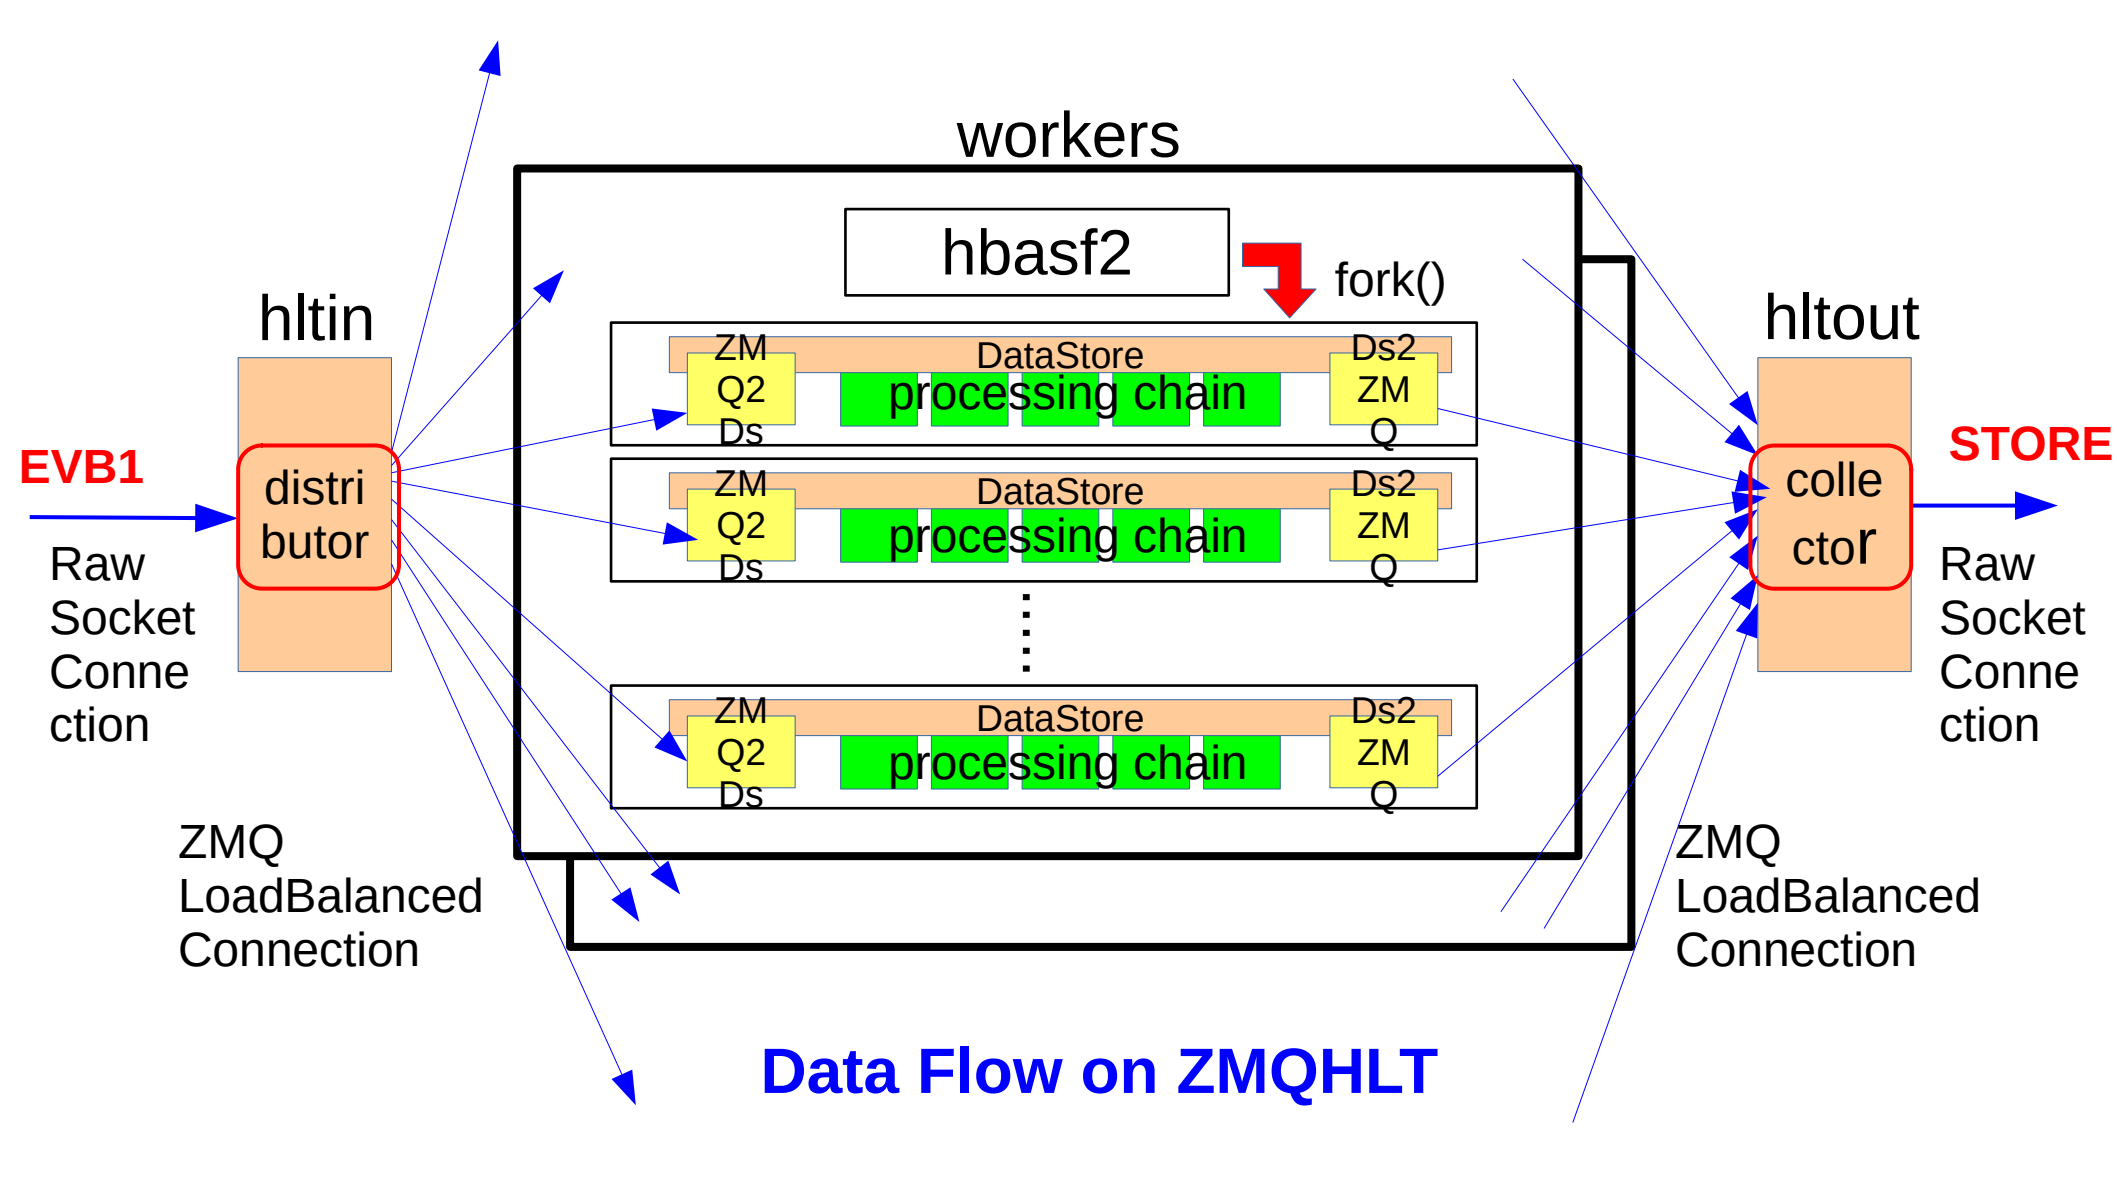 workers
hbasf2
fork()
hltin
hltout
EVB1
distri
butor
Raw
Socket
Conne
ction
ZMQ
LoadBalanced
Connection
ZM
Q2
Ds
DataStore
processing chain
Ds2
ZM
Q
ZM
Q2
Ds
DataStore
processing chain
Ds2
ZM
Q
ZM
Q2
Ds
DataStore
processing chain
Ds2
ZM
Q
colle
ctor
STORE
Raw
Socket
Conne
ction
ZMQ
LoadBalanced
Connection
Data Flow on ZMQHLT